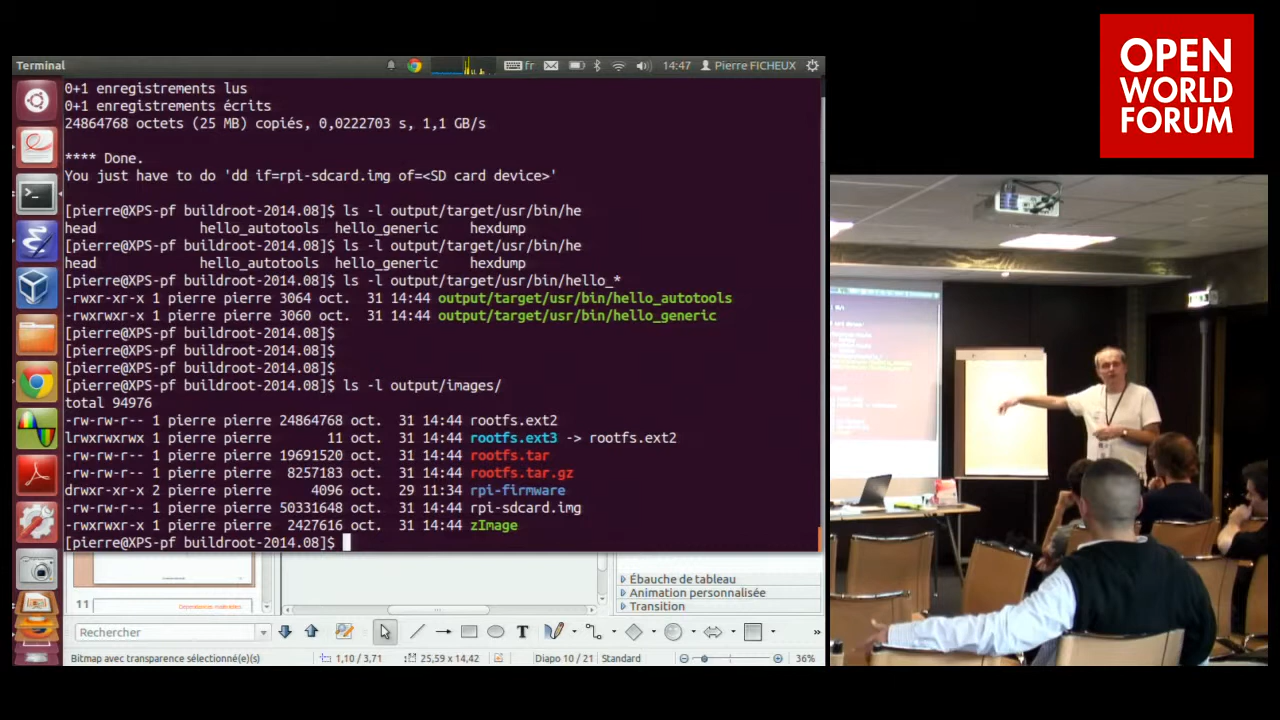 OPEN
WORLD
FORUM
Terminal
fr
14:47
Pierre FICHEUX
0+1 enregistrements lus
0+1 enregistrements écrits
24864768 octets (25 MB) copiés, 0,0222703 s, 1,1 GB/s
**** Done.
You just have to do 'dd if=rpi-sdcard.img of=<SD card device>'
[pierre@XPS-pf buildroot-2014.08]$ ls -l output/target/usr/bin/he
head hello_autotools hello_generic hexdump
[pierre@XPS-pf buildroot-2014.08]$ ls -l output/target/usr/bin/he
head hello_autotools hello_generic hexdump
[pierre@XPS-pf buildroot-2014.08]$ ls -l output/target/usr/bin/hello_*
-rwxr-xr-x 1 pierre pierre 3064 oct. 31 14:44 output/target/usr/bin/hello_autotools
-rwxr-xr-x 1 pierre pierre 3060 oct. 31 14:44 output/target/usr/bin/hello_generic
[pierre@XPS-pf buildroot-2014.08]$
[pierre@XPS-pf buildroot-2014.08]$
[pierre@XPS-pf buildroot-2014.08]$
[pierre@XPS-pf buildroot-2014.08]$ ls -l output/images/
total 94976
-rw-rw-r-- 1 pierre pierre 24864768 oct. 31 14:44 rootfs.ext2
lrwxrwxrwx 1 pierre pierre 11 oct. 31 14:44 rootfs.ext3 -> rootfs.ext2
-rw-rw-r-- 1 pierre pierre 19691520 oct. 31 14:44 rootfs.tar
-rw-rw-r-- 1 pierre pierre 8257183 oct. 31 14:44 rootfs.tar.gz
drwxr-xr-x 2 pierre pierre 4096 oct. 29 11:34 rpi-firmware
-rw-rw-r-- 1 pierre pierre 50331648 oct. 31 14:44 rpi-sdcard.img
-rwxrwxr-x 1 pierre pierre 2427616 oct. 31 14:44 zImage
[pierre@XPS-pf buildroot-2014.08]$
Ébauche de tableau
Animation personnalisée
Transition
11
Rechercher
Bitmap avec transparence sélectionné(e)(s)
1,10 / 3,71
25,59 x 14,42
Diapo 10 / 21
Standard
36%